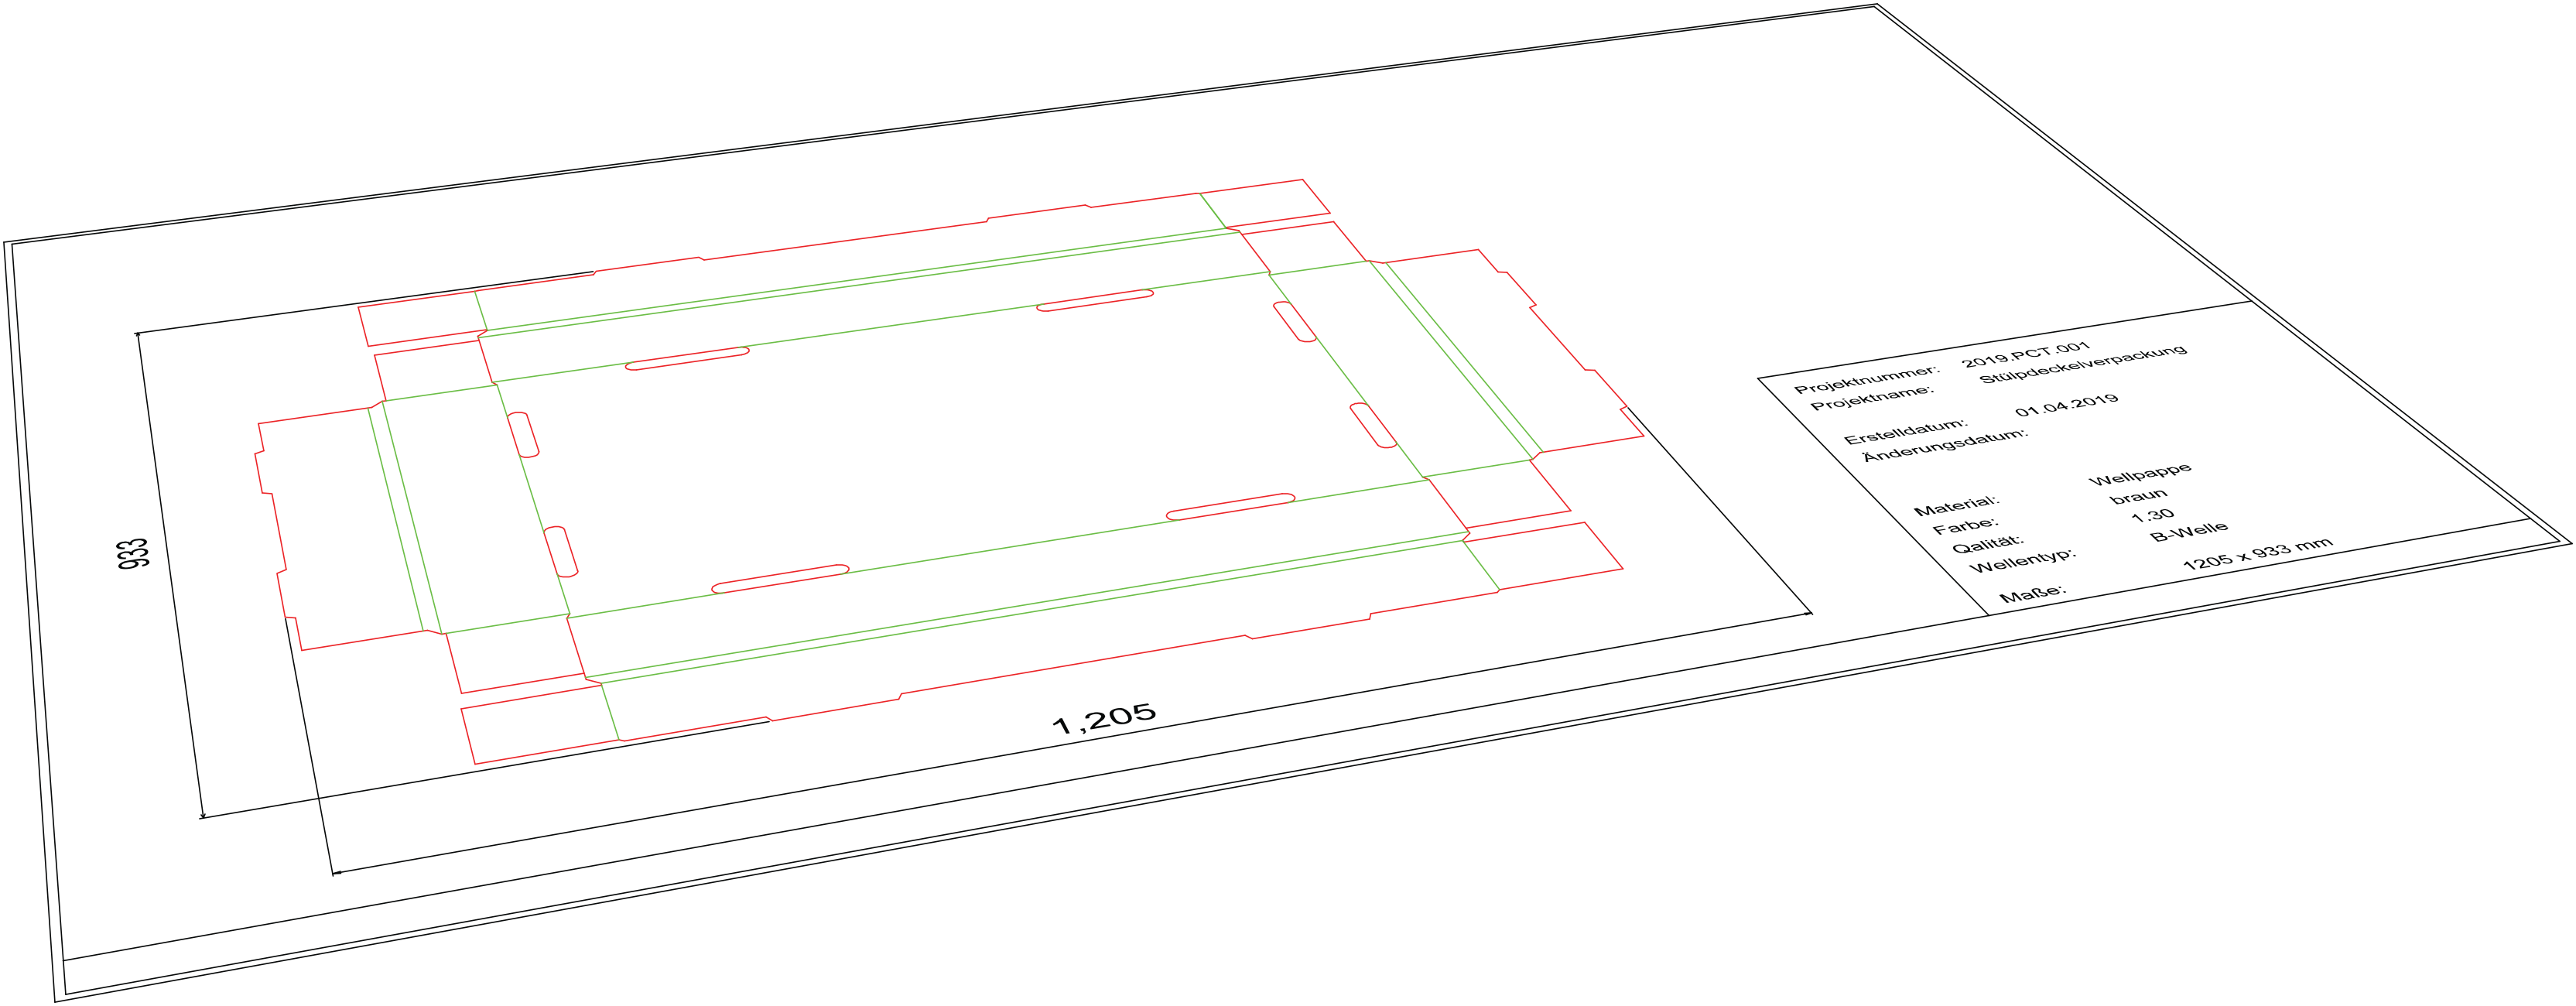 933
1,205
Projektnummer: 2019.PCT.001
Projektname: Stülpdeckelverpackung
Erstelldatum: 01.04.2019
Änderungsdatum:
Material: Wellpappe
Farbe: braun
Qalität: 1.30
Wellentyp: B-Welle
Maße: 1205 x 933 mm